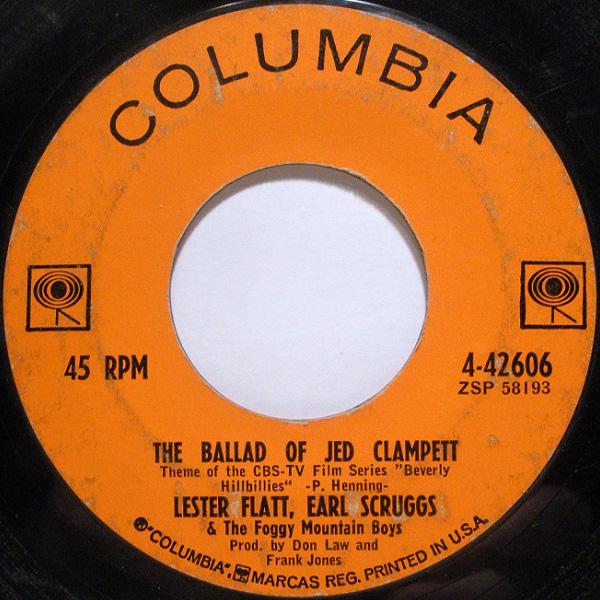 COLUMBIA
45 RPM
4-42606
ZSP 58193
THE BALLAD OF JED CLAMPETT
Theme of the CBS-TV Film Series "Beverly
Hillbillies" -P. Henning-
LESTER FLATT, EARL SCRUGGS
& The Foggy Mountain Boys
Prod. by Don Law and
Frank Jones
"COLUMBIA", MARCAS REG. PRINTED IN U.S.A.